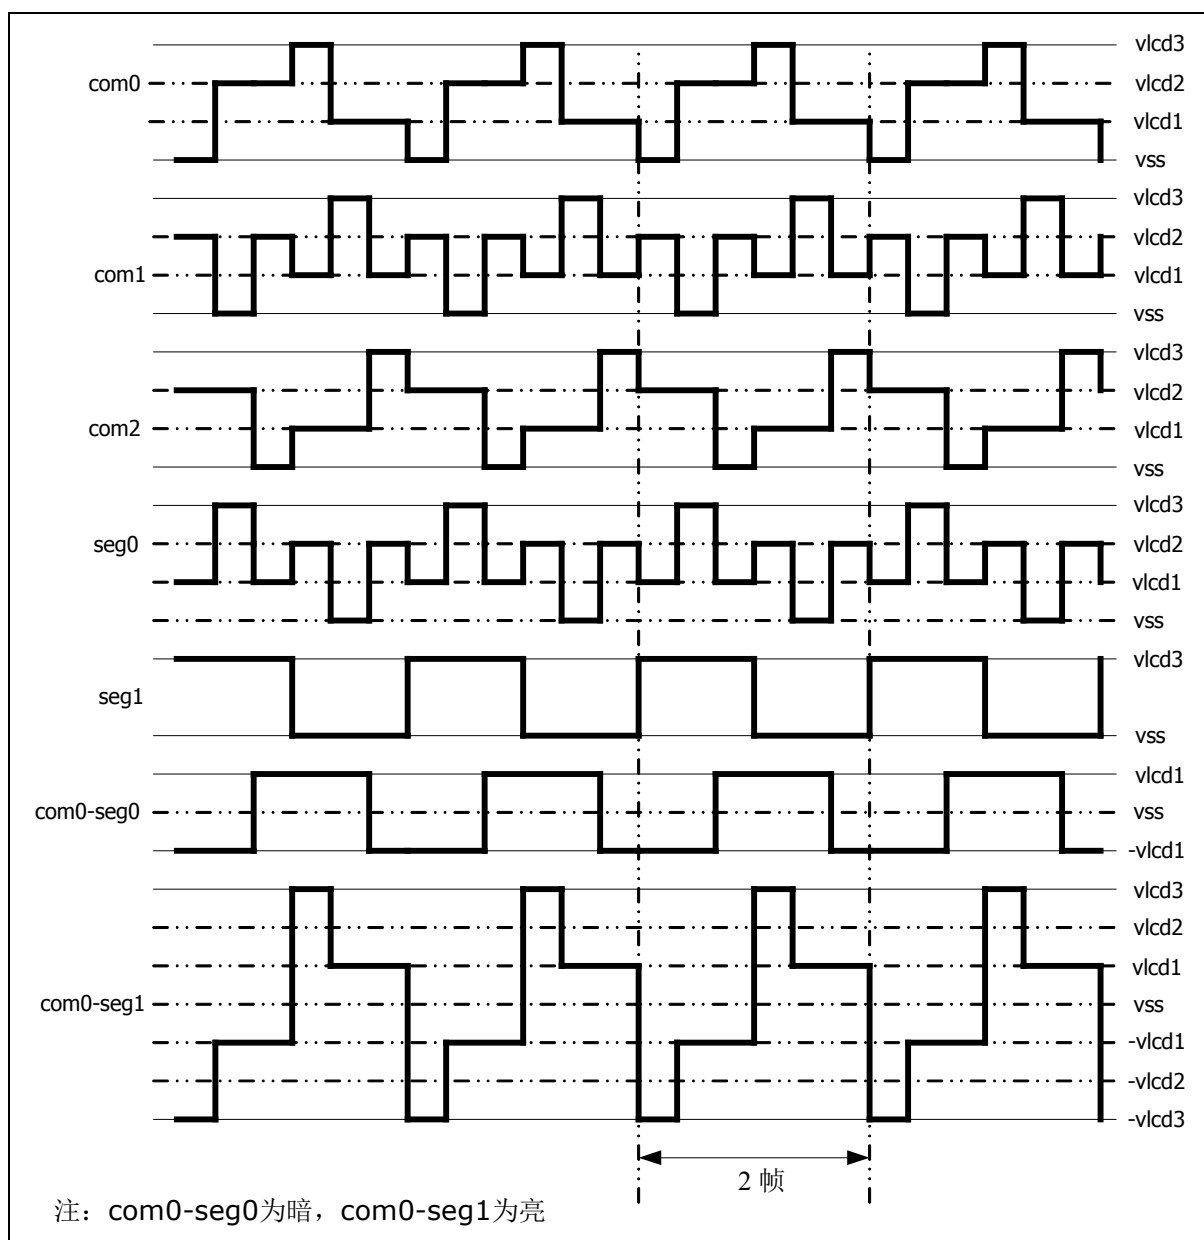 vlcd3
com0
vlcd2
vlcd1
vss
vlcd3
vlcd2
com1
vlcd1
vss
vlcd3
vlcd2
com2
vlcd1
vss
vlcd3
seg0
vlcd2
vlcd1
vss
vlcd3
seg1
vss
vlcd1
com0-seg0
vss
-vlcd1
vlcd3
vlcd2
vlcd1
com0-seg1
vss
-vlcd1
-vlcd2
-vlcd3
2 帧
注：com0-seg0为暗，com0-seg1为亮